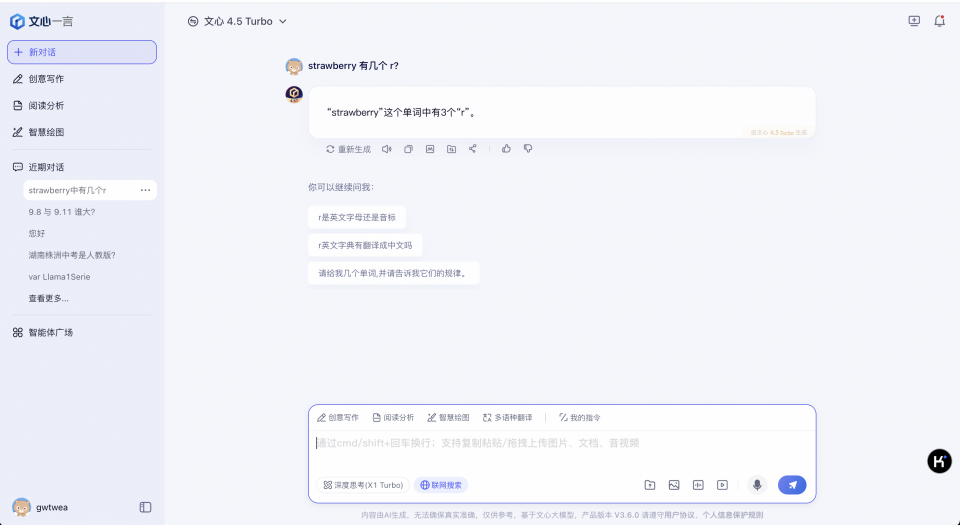 文心一言
文心 4.5 Turbo
新对话
创意写作
阅读分析
智慧绘图
近期对话
strawberry中有几个r
9.8 与 9.11 谁大?
您好
湖南株洲中考是人教版?
var Llama1Serie
查看更多...
智能体广场
gwtwea
strawberry 有几个 r?
“strawberry”这个单词中有3个“r”。
由文心 4.5 Turbo 生成
重新生成
你可以继续问我：
r是英文字母还是音标
r英文字典有翻译成中文吗
请给我几个单词,并请告诉我它们的规律。
创意写作 阅读分析 智慧绘图 多语种翻译 我的指令
通过cmd/shift+回车换行；支持复制粘贴/拖拽上传图片、文档、音视频
深度思考(X1 Turbo) 联网搜索
内容由AI生成，无法确保真实准确，仅供参考，基于文心大模型，产品版本 V3.6.0 请遵守用户协议，个人信息保护规则